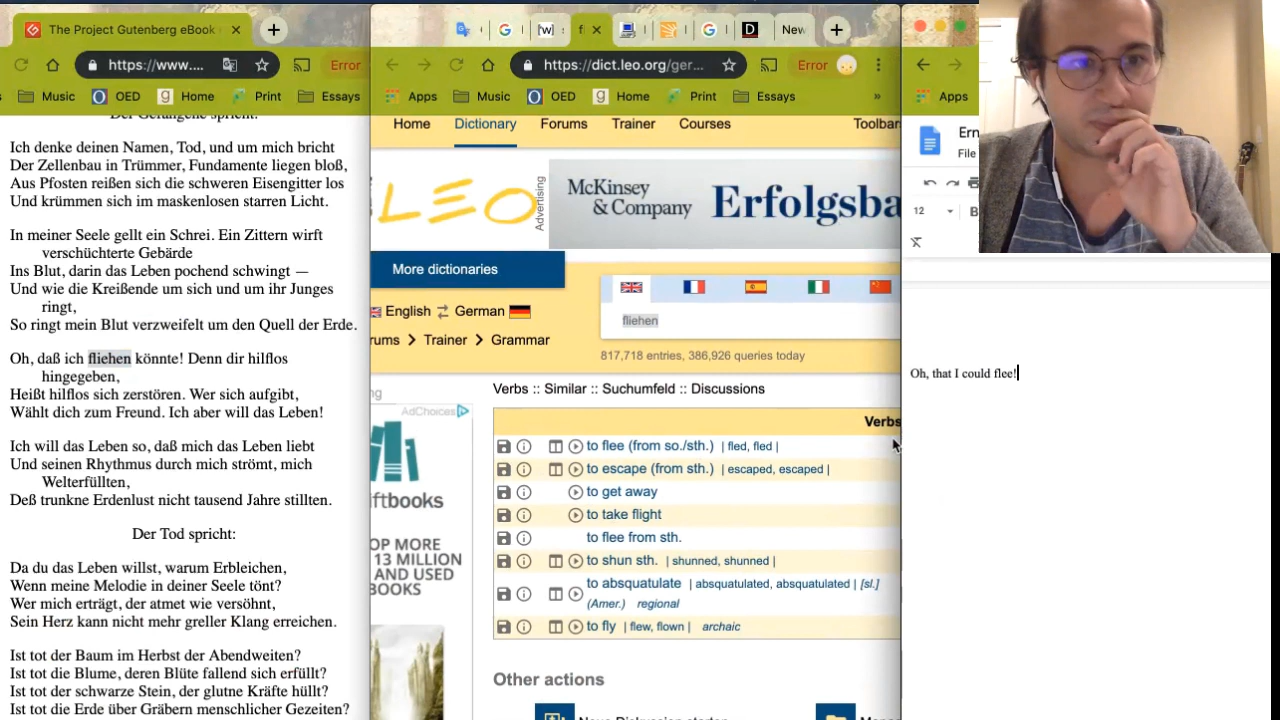 The Project Gutenberg eBook
https://www....
Error
Music
OED
Home
Print
Essays
Der Gefangene spricht:
Ich denke deinen Namen, Tod, und um mich bricht
Der Zellenbau in Trümmer, Fundamente liegen bloß,
Aus Pfosten reißen sich die schweren Eisengitter los
Und krümmen sich im maskenlosen starren Licht.
In meiner Seele gellt ein Schrei. Ein Zittern wirft
verschüchterte Gebärde
Ins Blut, darin das Leben pochend schwingt —
Und wie die Kreißende um sich und um ihr Junges
ringt,
So ringt mein Blut verzweifelt um den Quell der Erde.
Oh, daß ich fliehen könnte! Denn dir hilflos
hingegeben,
Heißt hilflos sich zerstören. Wer sich aufgibt,
Wählt dich zum Freund. Ich aber will das Leben!
Ich will das Leben so, daß mich das Leben liebt
Und seinen Rhythmus durch mich strömt, mich
Welterfüllten,
Deß trunkne Erdenlust nicht tausend Jahre stillten.
Der Tod spricht:
Da du das Leben willst, warum Erbleichen,
Wenn meine Melodie in deiner Seele tönt?
Wer mich erträgt, der atmet wie versöhnt,
Sein Herz kann nicht mehr greller Klang erreichen.
Ist tot der Baum im Herbst der Abendweiten?
Ist tot die Blume, deren Blüte fallend sich erfüllt?
Ist tot der schwarze Stein, der glutne Kräfte hüllt?
Ist tot die Erde über Gräbern menschlicher Gezeiten?
[w]
D
New
https://dict.leo.org/ger...
Error
Apps
Music
OED
Home
Print
Essays
»
Home
Dictionary
Forums
Trainer
Courses
Toolbar
LEO
Advertising
McKinsey
& Company
Erfolgsba
More dictionaries
English
German
fliehen
rums
Trainer
Grammar
817,718 entries, 386,926 queries today
Verbs :: Similar :: Suchumfeld :: Discussions
AdChoices
Verbs
to flee (from so./sth.) | fled, fled |
to escape (from sth.) | escaped, escaped |
to get away
to take flight
to flee from sth.
to shun sth. | shunned, shunned |
to absquatulate | absquatulated, absquatulated | [sl.]
(Amer.) regional
to fly | flew, flown | archaic
iftbooks
OP MORE
13 MILLION
AND USED
BOOKS
Other actions
Neue Diskussion starten
Apps
Ern
File
12
B
Oh, that I could flee!